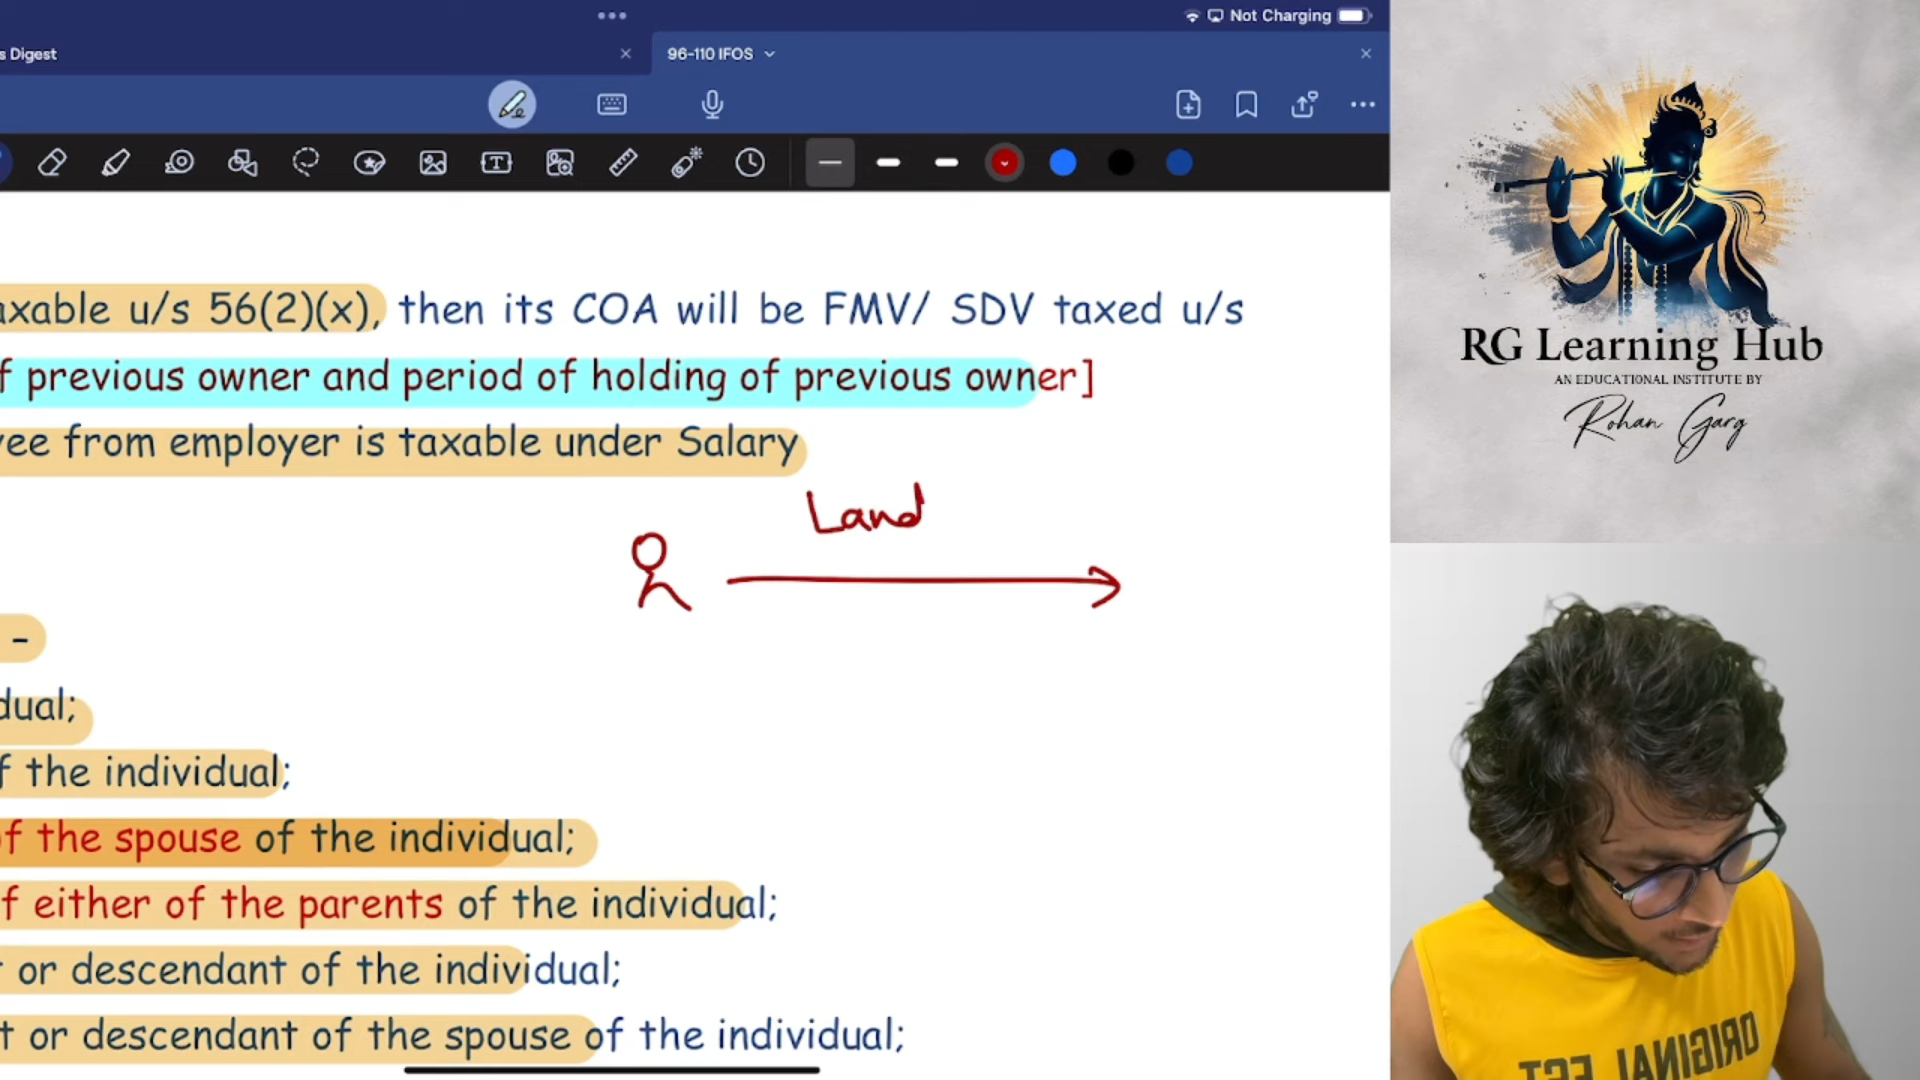 Not Charging
s Digest
96-110 IFOS
axable u/s 56(2)(x), then its COA will be FMV/ SDV taxed u/s
f previous owner and period of holding of previous owner]
yee from employer is taxable under Salary
Land
-
dual;
f the individual;
of the spouse of the individual;
f either of the parents of the individual;
t or descendant of the individual;
t or descendant of the spouse of the individual;
RG Learning Hub
AN EDUCATIONAL INSTITUTE BY
Rohan Garg
ORIGINAL EST